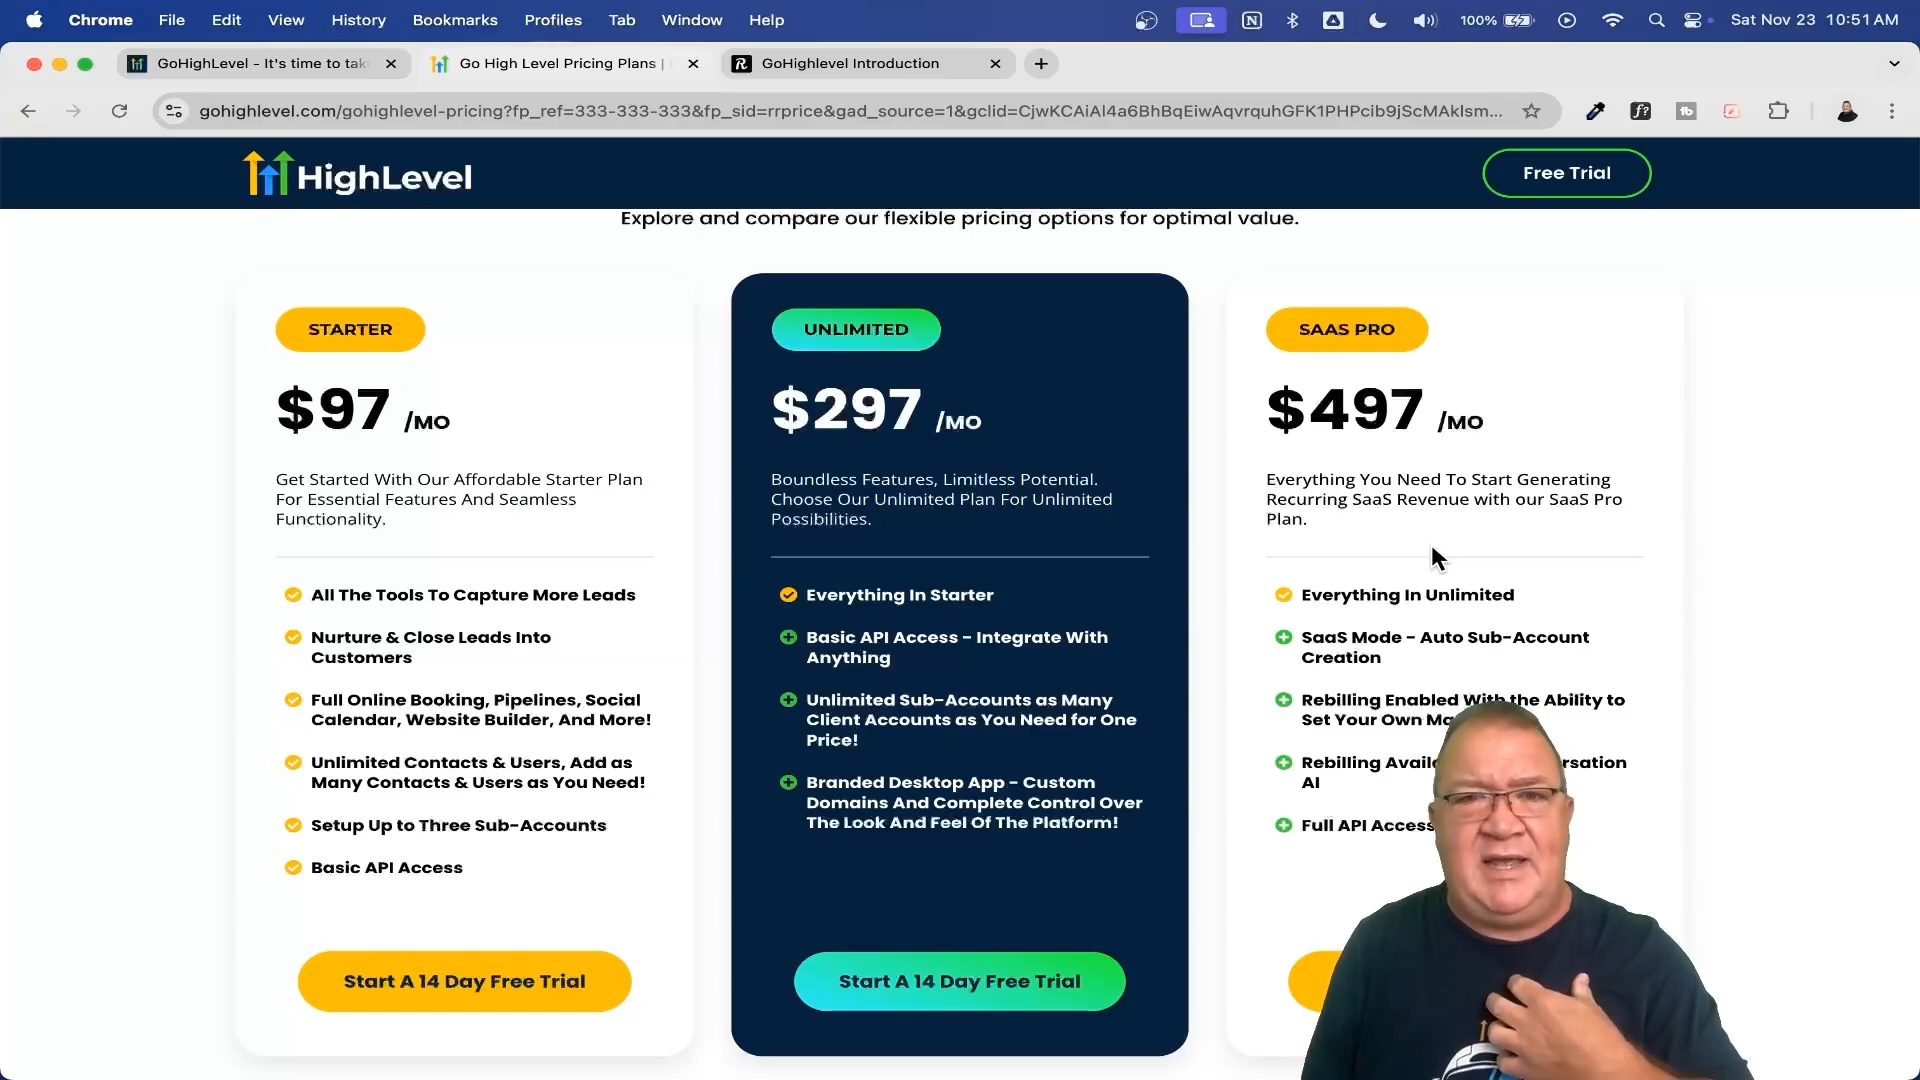 Chrome File Edit View History Bookmarks Profiles Tab Window Help 100% Sat Nov 23 10:51 AM
GoHighLevel - It's time to tak
Go High Level Pricing Plans |
GoHighlevel Introduction
gohighlevel.com/gohighlevel-pricing?fp_ref=333-333-333&fp_sid=rrprice&gad_source=1&gclid=CjwKCAiAl4a6BhBqEiwAqvrquhGFK1PHPcib9jScMAklsm...
HighLevel
Free Trial
Explore and compare our flexible pricing options for optimal value.
STARTER
$97 /MO
Get Started With Our Affordable Starter Plan
For Essential Features And Seamless
Functionality.
All The Tools To Capture More Leads
Nurture & Close Leads Into
Customers
Full Online Booking, Pipelines, Social
Calendar, Website Builder, And More!
Unlimited Contacts & Users, Add as
Many Contacts & Users as You Need!
Setup Up to Three Sub-Accounts
Basic API Access
Start A 14 Day Free Trial
UNLIMITED
$297 /MO
Boundless Features, Limitless Potential.
Choose Our Unlimited Plan For Unlimited
Possibilities.
Everything In Starter
Basic API Access - Integrate With
Anything
Unlimited Sub-Accounts as Many
Client Accounts as You Need for One
Price!
Branded Desktop App - Custom
Domains And Complete Control Over
The Look And Feel Of The Platform!
Start A 14 Day Free Trial
SAAS PRO
$497 /MO
Everything You Need To Start Generating
Recurring SaaS Revenue with our SaaS Pro
Plan.
Everything In Unlimited
SaaS Mode - Auto Sub-Account
Creation
Rebilling Enabled With the Ability to
Set Your Own
Rebilling
AI
Full API Access